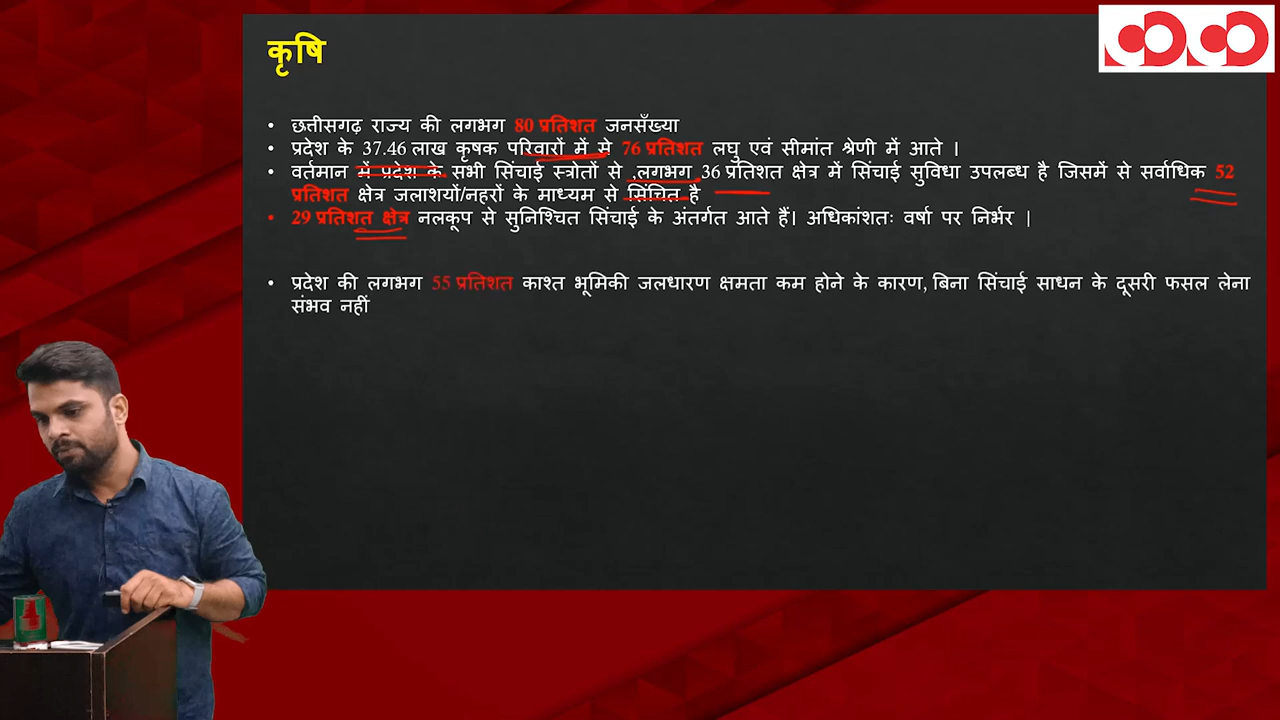 कृषि
• छत्तीसगढ़ राज्य की लगभग 80 प्रतिशत जनसँख्या
• प्रदेश के 37.46 लाख कृषक परिवारों में से 76 प्रतिशत लघु एवं सीमांत श्रेणी में आते ।
• वर्तमान में प्रदेश के सभी सिंचाई स्त्रोतों से ,लगभग 36 प्रतिशत क्षेत्र में सिंचाई सुविधा उपलब्ध है जिसमें से सर्वाधिक 52
प्रतिशत क्षेत्र जलाशयों/नहरों के माध्यम से सिंचित है
• 29 प्रतिशत क्षेत्र नलकूप से सुनिश्चित सिंचाई के अंतर्गत आते हैं। अधिकांशतः वर्षा पर निर्भर |
• प्रदेश की लगभग 55 प्रतिशत काश्त भूमिकी जलधारण क्षमता कम होने के कारण, बिना सिंचाई साधन के दूसरी फसल लेना
संभव नहीं